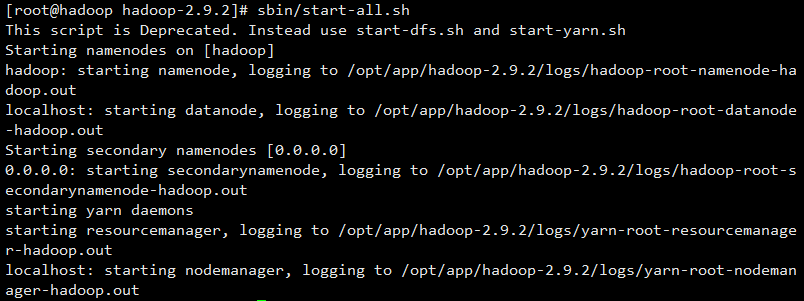 [root@hadoop hadoop-2.9.2]# sbin/start-all.sh
This script is Deprecated. Instead use start-dfs.sh and start-yarn.sh
Starting namenodes on [hadoop]
hadoop: starting namenode, logging to /opt/app/hadoop-2.9.2/logs/hadoop-root-namenode-ha
doop.out
localhost: starting datanode, logging to /opt/app/hadoop-2.9.2/logs/hadoop-root-datanode
-hadoop.out
Starting secondary namenodes [0.0.0.0]
0.0.0.0: starting secondarynamenode, logging to /opt/app/hadoop-2.9.2/logs/hadoop-root-s
econdarynamenode-hadoop.out
starting yarn daemons
starting resourcemanager, logging to /opt/app/hadoop-2.9.2/logs/yarn-root-resourcemanage
r-hadoop.out
localhost: starting nodemanager, logging to /opt/app/hadoop-2.9.2/logs/yarn-root-nodeman
ager-hadoop.out